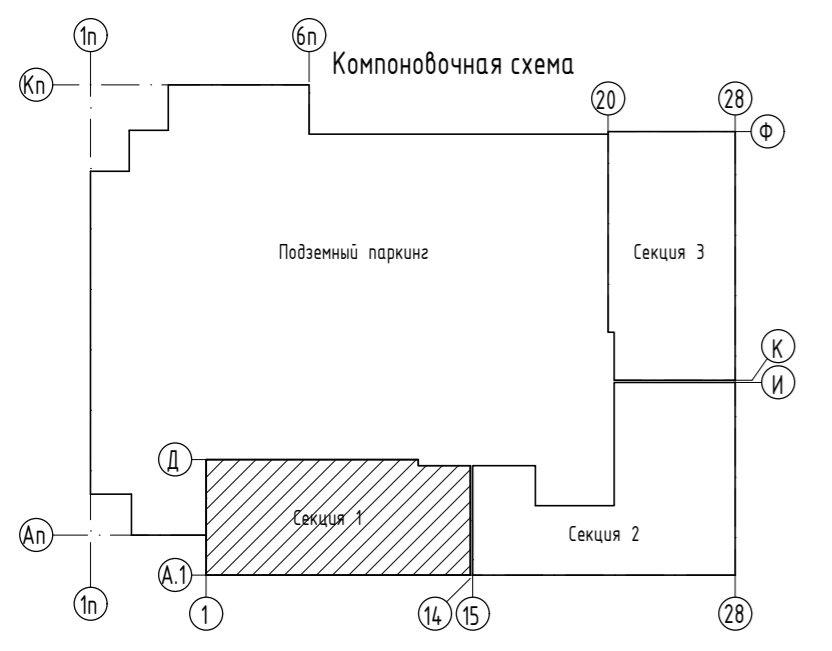 1п
6п
Компоновочная схема
Кп
20
28
Ф
Подземный паркинг
Секция 3
К
И
Д
Секция 1
Ап
Секция 2
А.1
1п
1
14
15
28